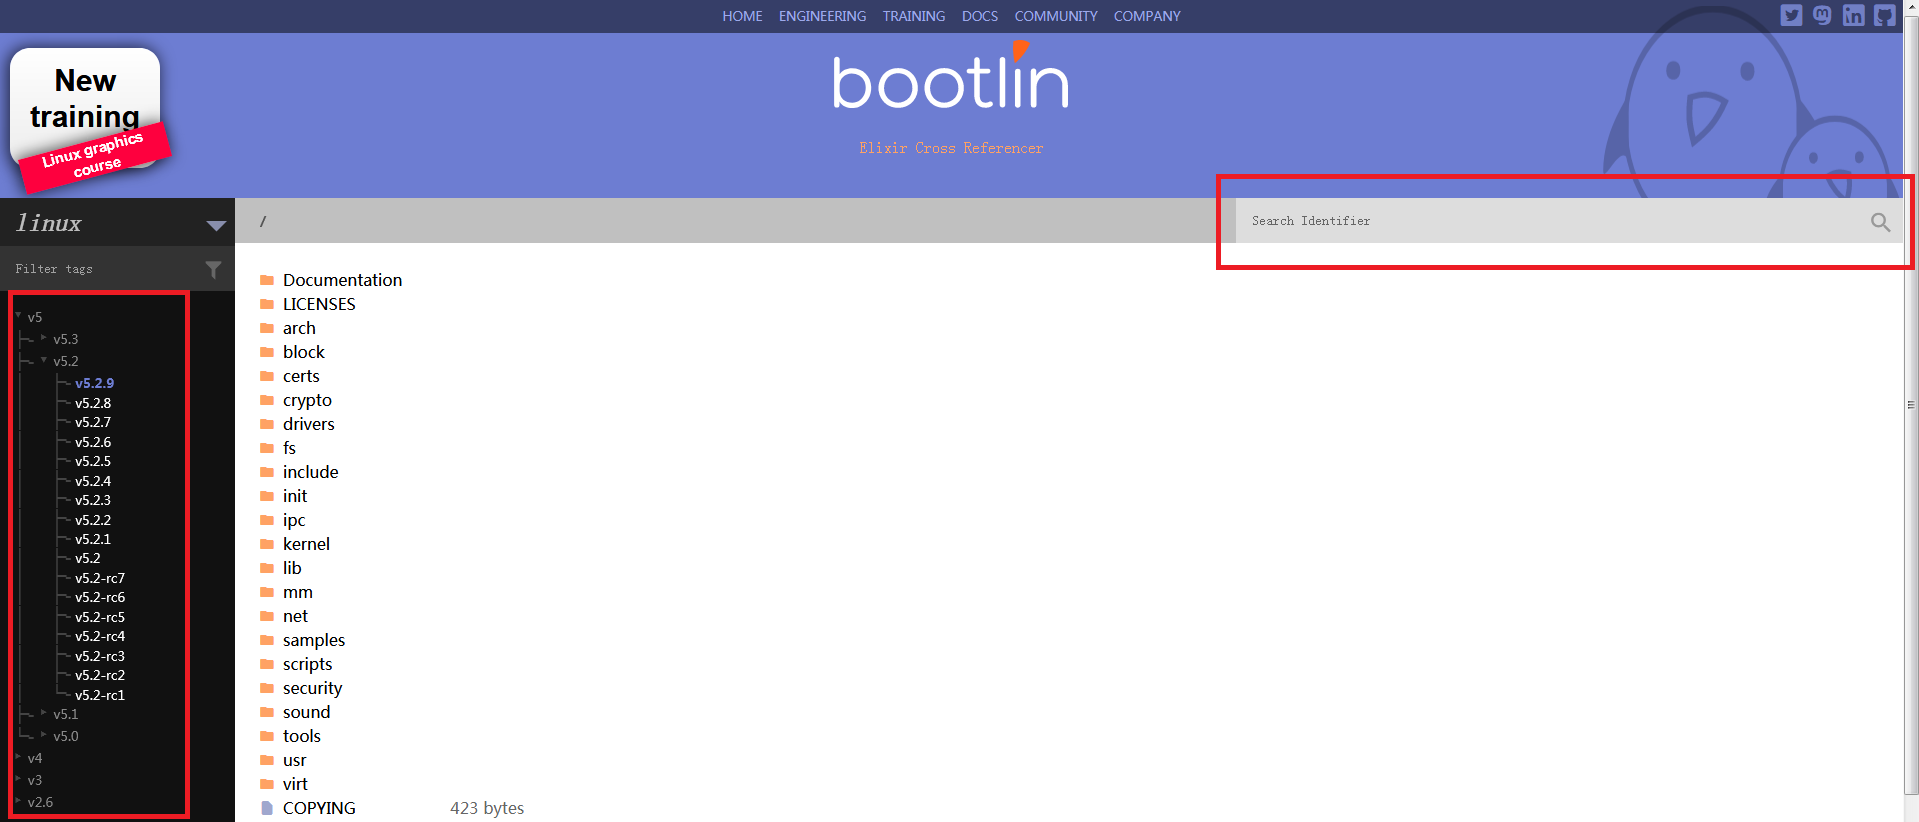 HOME ENGINEERING TRAINING DOCS COMMUNITY COMPANY
New
training
Linux graphics
course
bootlin
Elixir Cross Referencer
linux
/
Search Identifier
Filter tags
v5
v5.3
v5.2
v5.2.9
v5.2.8
v5.2.7
v5.2.6
v5.2.5
v5.2.4
v5.2.3
v5.2.2
v5.2.1
v5.2
v5.2-rc7
v5.2-rc6
v5.2-rc5
v5.2-rc4
v5.2-rc3
v5.2-rc2
v5.2-rc1
v5.1
v5.0
v4
v3
v2.6
Documentation
LICENSES
arch
block
certs
crypto
drivers
fs
include
init
ipc
kernel
lib
mm
net
samples
scripts
security
sound
tools
usr
virt
COPYING 423 bytes